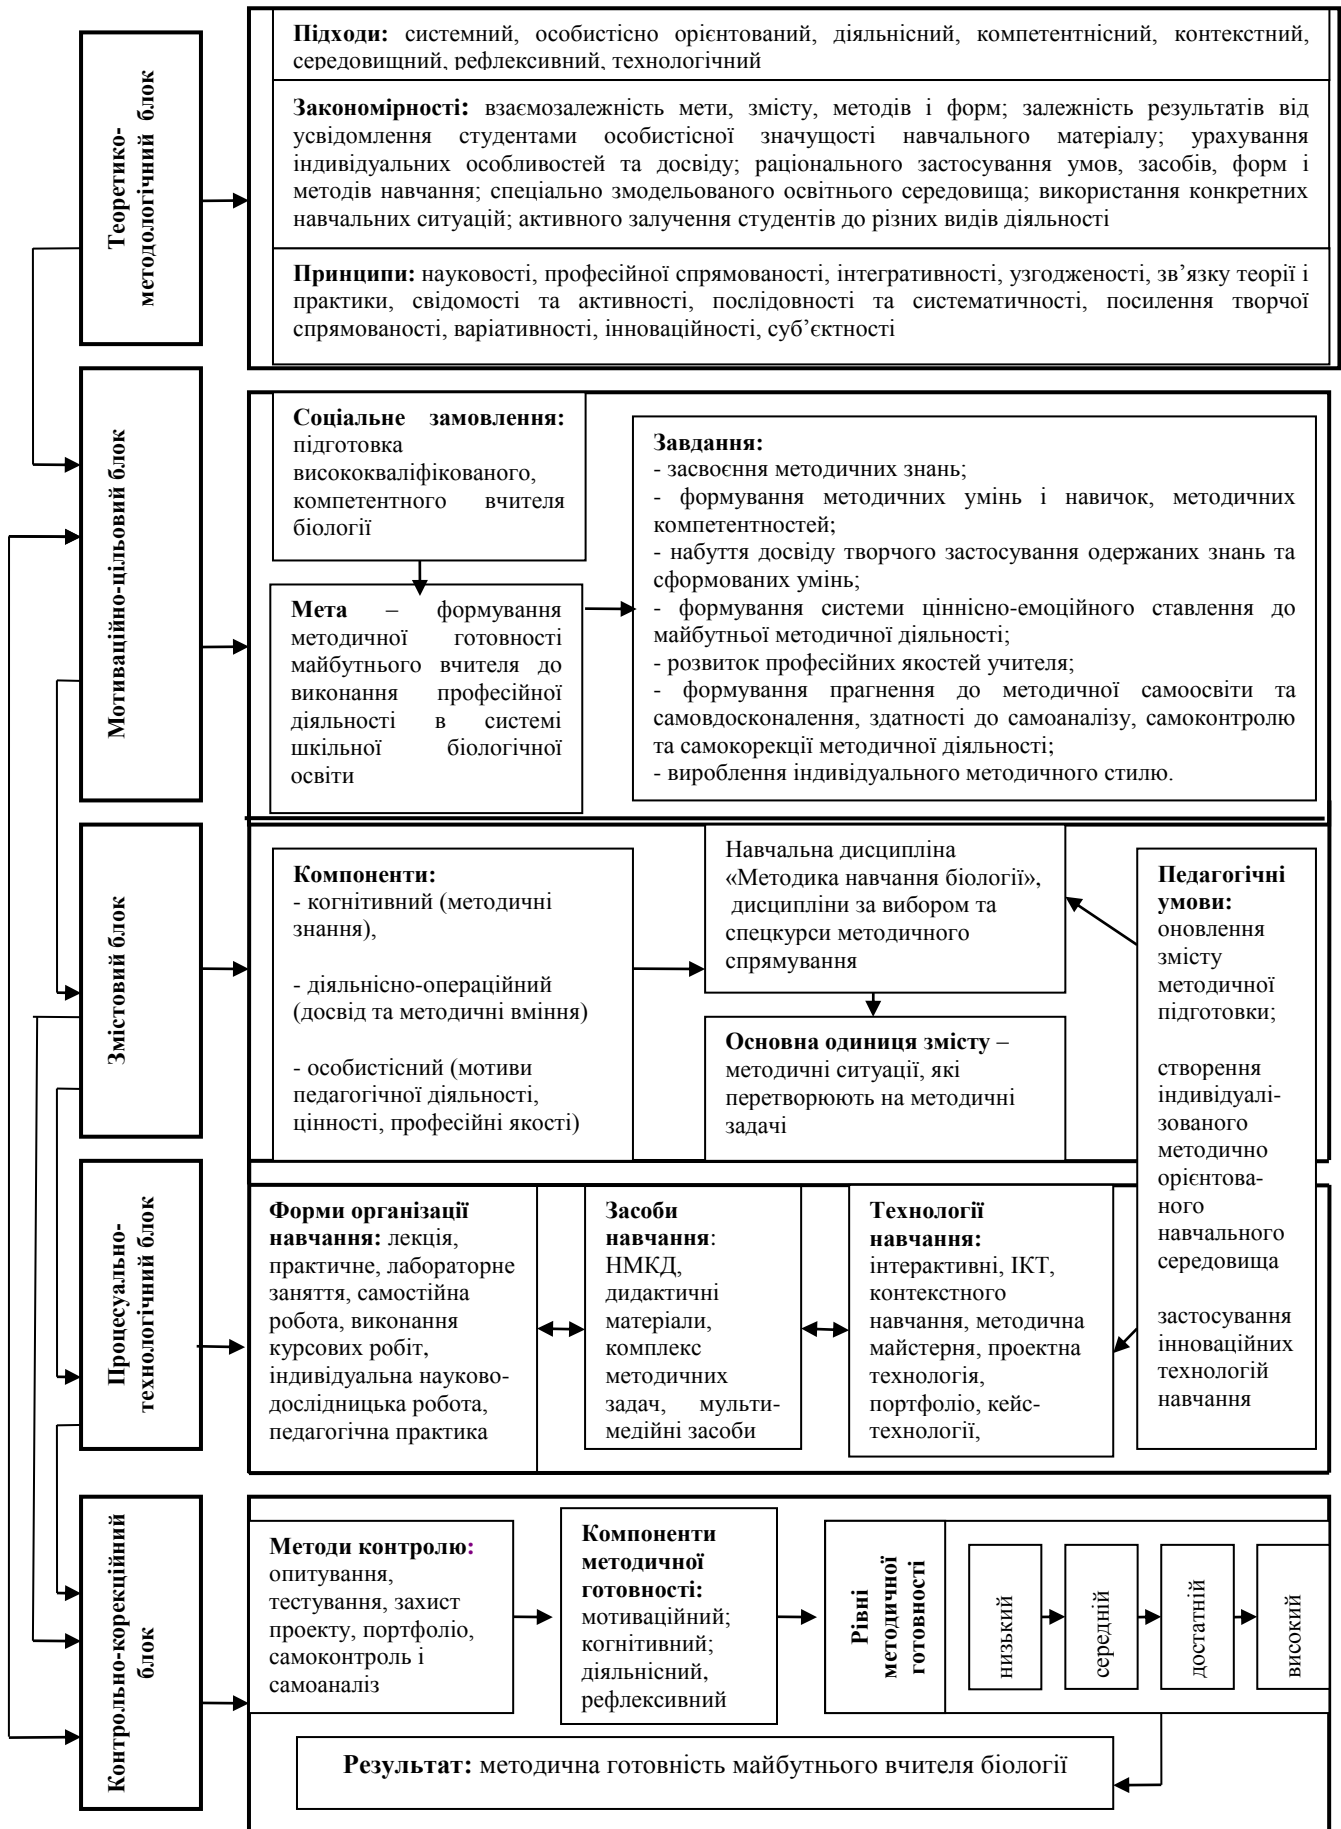 Теоретико-
методологічний блок
Підходи: системний, особистісно орієнтований, діяльнісний, компетентнісний, контекстний,
середовищний, рефлексивний, технологічний
Закономірності: взаємозалежність мети, змісту, методів і форм; залежність результатів від
усвідомлення студентами особистісної значущості навчального матеріалу; урахування
індивідуальних особливостей та досвіду; раціонального застосування умов, засобів, форм і
методів навчання; спеціально змодельованого освітнього середовища; використання конкретних
навчальних ситуацій; активного залучення студентів до різних видів діяльності
Принципи: науковості, професійної спрямованості, інтегративності, узгодженості, зв’язку теорії і
практики, свідомості та активності, послідовності та систематичності, посилення творчої
спрямованості, варіативності, інноваційності, суб’єктності
Мотиваційно-цільовий блок
Соціальне замовлення:
підготовка
висококваліфікованого,
компетентного вчителя
біології
Мета – формування
методичної готовності
майбутнього вчителя до
виконання професійної
діяльності в системі
шкільної біологічної
освіти
Завдання:
- засвоєння методичних знань;
- формування методичних умінь і навичок, методичних
компетентностей;
- набуття досвіду творчого застосування одержаних знань та
сформованих умінь;
- формування системи ціннісно-емоційного ставлення до
майбутньої методичної діяльності;
- розвиток професійних якостей учителя;
- формування прагнення до методичної самоосвіти та
самовдосконалення, здатності до самоаналізу, самоконтролю
та самокорекції методичної діяльності;
- вироблення індивідуального методичного стилю.
Змістовий блок
Компоненти:
- когнітивний (методичні
знання),
- діяльнісно-операційний
(досвід та методичні вміння)
- особистісний (мотиви
педагогічної діяльності,
цінності, професійні якості)
Навчальна дисципліна
«Методика навчання біології»,
дисципліни за вибором та
спецкурси методичного
спрямування
Основна одиниця змісту –
методичні ситуації, які
перетворюють на методичні
задачі
Педагогічні
умови:
оновлення
змісту
методичної
підготовки;
створення
індивідуалі-
зованого
методично
орієнтова-
ного
навчального
середовища
застосування
інноваційних
технологій
навчання
Процесуально-
технологічний блок
Форми організації
навчання: лекція,
практичне, лабораторне
заняття, самостійна
робота, виконання
курсових робіт,
індивідуальна науково-
дослідницька робота,
педагогічна практика
Засоби
навчання:
НМКД,
дидактичні
матеріали,
комплекс
методичних
задач, мульти-
медійні засоби
Технології
навчання:
інтерактивні, ІКТ,
контекстного
навчання, методична
майстерня, проектна
технологія,
портфоліо, кейс-
технології,
Контрольно-корекційний
блок
Методи контролю:
опитування,
тестування, захист
проекту, портфоліо,
самоконтроль і
самоаналіз
Компоненти
методичної
готовності:
мотиваційний;
когнітивний;
діяльнісний,
рефлексивний
Рівні
методичної
готовності
низький
середній
достатній
високий
Результат: методична готовність майбутнього вчителя біології